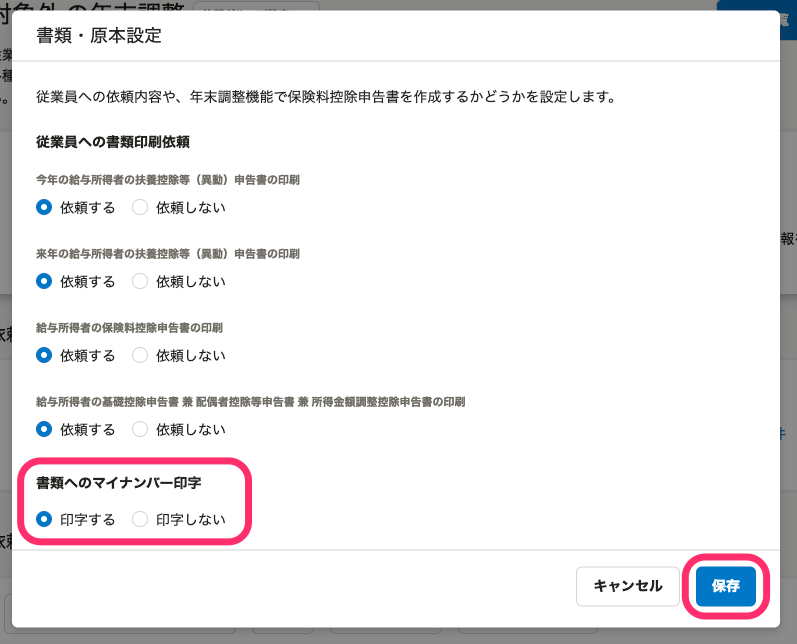 書類・原本設定
従業員への依頼内容や、年末調整機能で保険料控除申告書を作成するかどうかを設定します。
従業員への書類印刷依頼
今年の給与所得者の扶養控除等（異動）申告書の印刷
依頼する 依頼しない
来年の給与所得者の扶養控除等（異動）申告書の印刷
依頼する 依頼しない
給与所得者の保険料控除申告書の印刷
依頼する 依頼しない
給与所得者の基礎控除申告書 兼 配偶者控除等申告書 兼 所得金額調整控除申告書の印刷
依頼する 依頼しない
書類へのマイナンバー印字
印字する 印字しない
キャンセル 保存